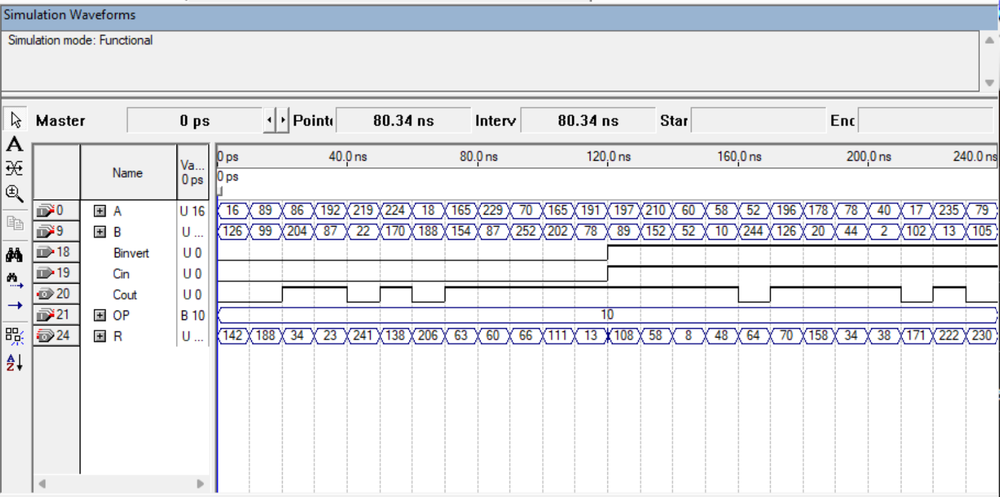 Simulation Waveforms
Simulation mode: Functional
Master 0 ps Point 80.34 ns Interv 80.34 ns Star Enc
A
Name Va... 0 ps
0 ps 40.0 ns 80.0 ns 120.0 ns 160.0 ns 200.0 ns 240.0 ns
0 ps
0 A U 16 16 89 86 192 219 224 18 165 229 70 165 191 197 210 60 58 52 196 178 78 40 17 235 79
9 B U ... 126 99 204 87 22 170 188 154 87 252 202 78 89 152 52 10 244 126 20 44 2 102 13 105
18 Binvert U 0
19 Cin U 0
20 Cout U 0
21 OP B 10 10
24 R U ... 142 188 34 23 241 138 206 63 60 66 111 13 108 58 8 48 64 70 158 34 38 171 222 230
A
Z